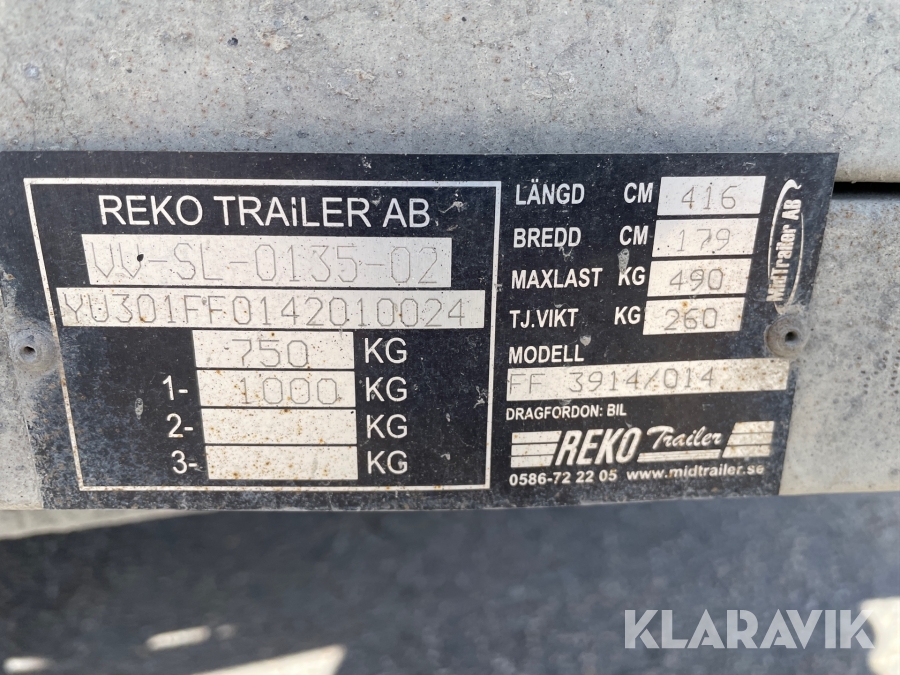 REKO TRAILER AB
VV-SL-0135-02
YU301FF0142010024
750 KG
1- 1000 KG
2- KG
3- KG
LÄNGD CM 416
BREDD CM 179
MAXLAST KG 490
TJ.VIKT KG 260
MODELL
FF 3914/014
DRAGFORDON: BIL
REKO Trailer
0586-72 22 05 www.midtrailer.se
MidTrailer AB
KLARAVIK